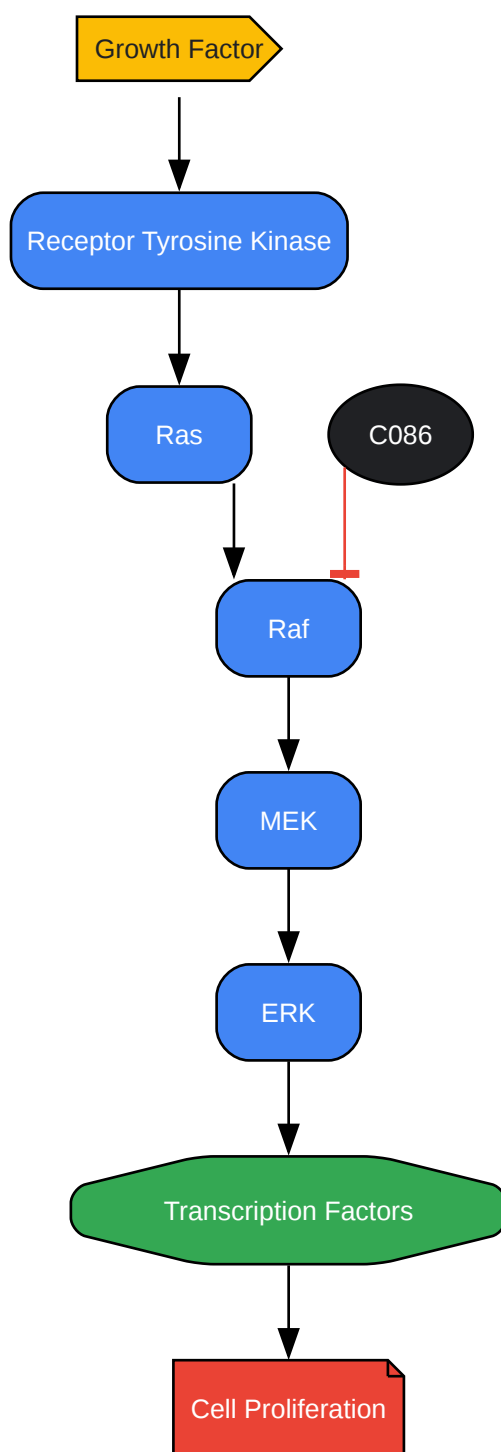 Growth Factor
Receptor Tyrosine Kinase
Ras
C086
Raf
MEK
ERK
Transcription Factors
Cell Proliferation